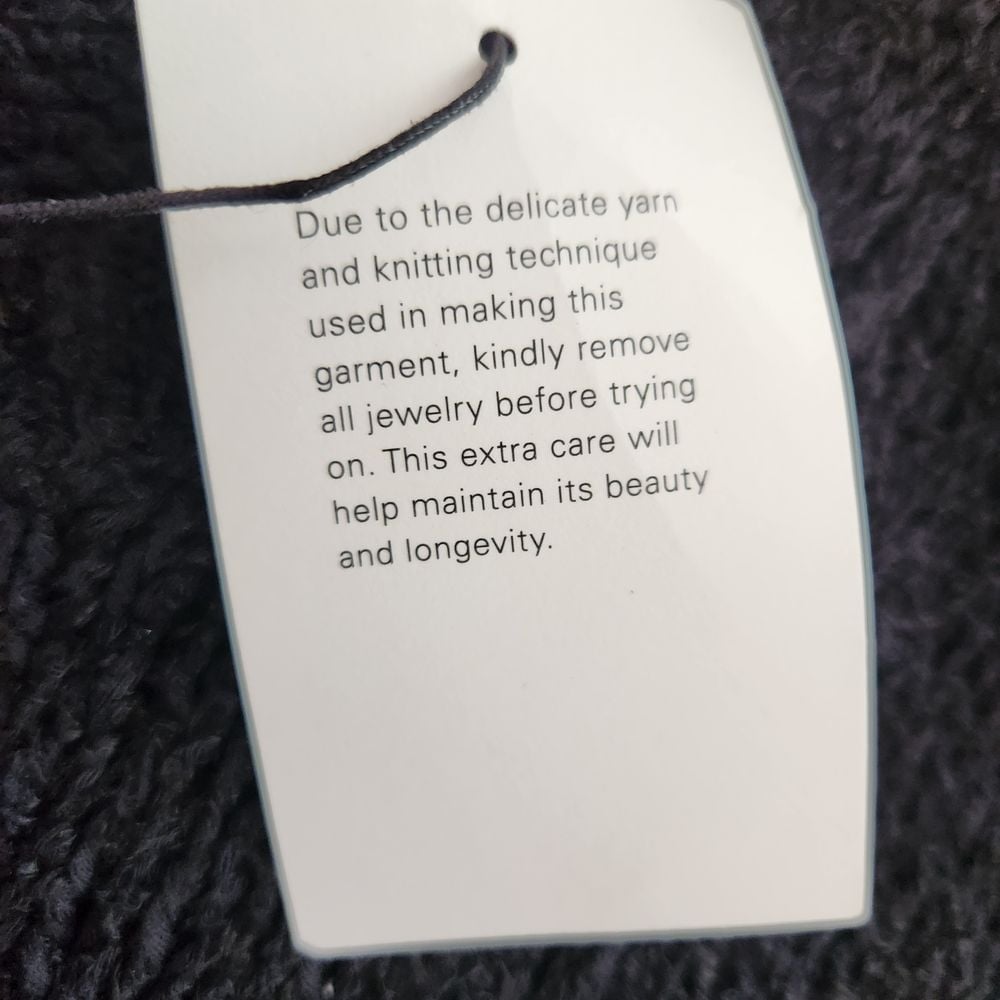 Due to the delicate yarn
and knitting technique
used in making this
garment, kindly remove
all jewelry before trying
on. This extra care will
help maintain its beauty
and longevity.